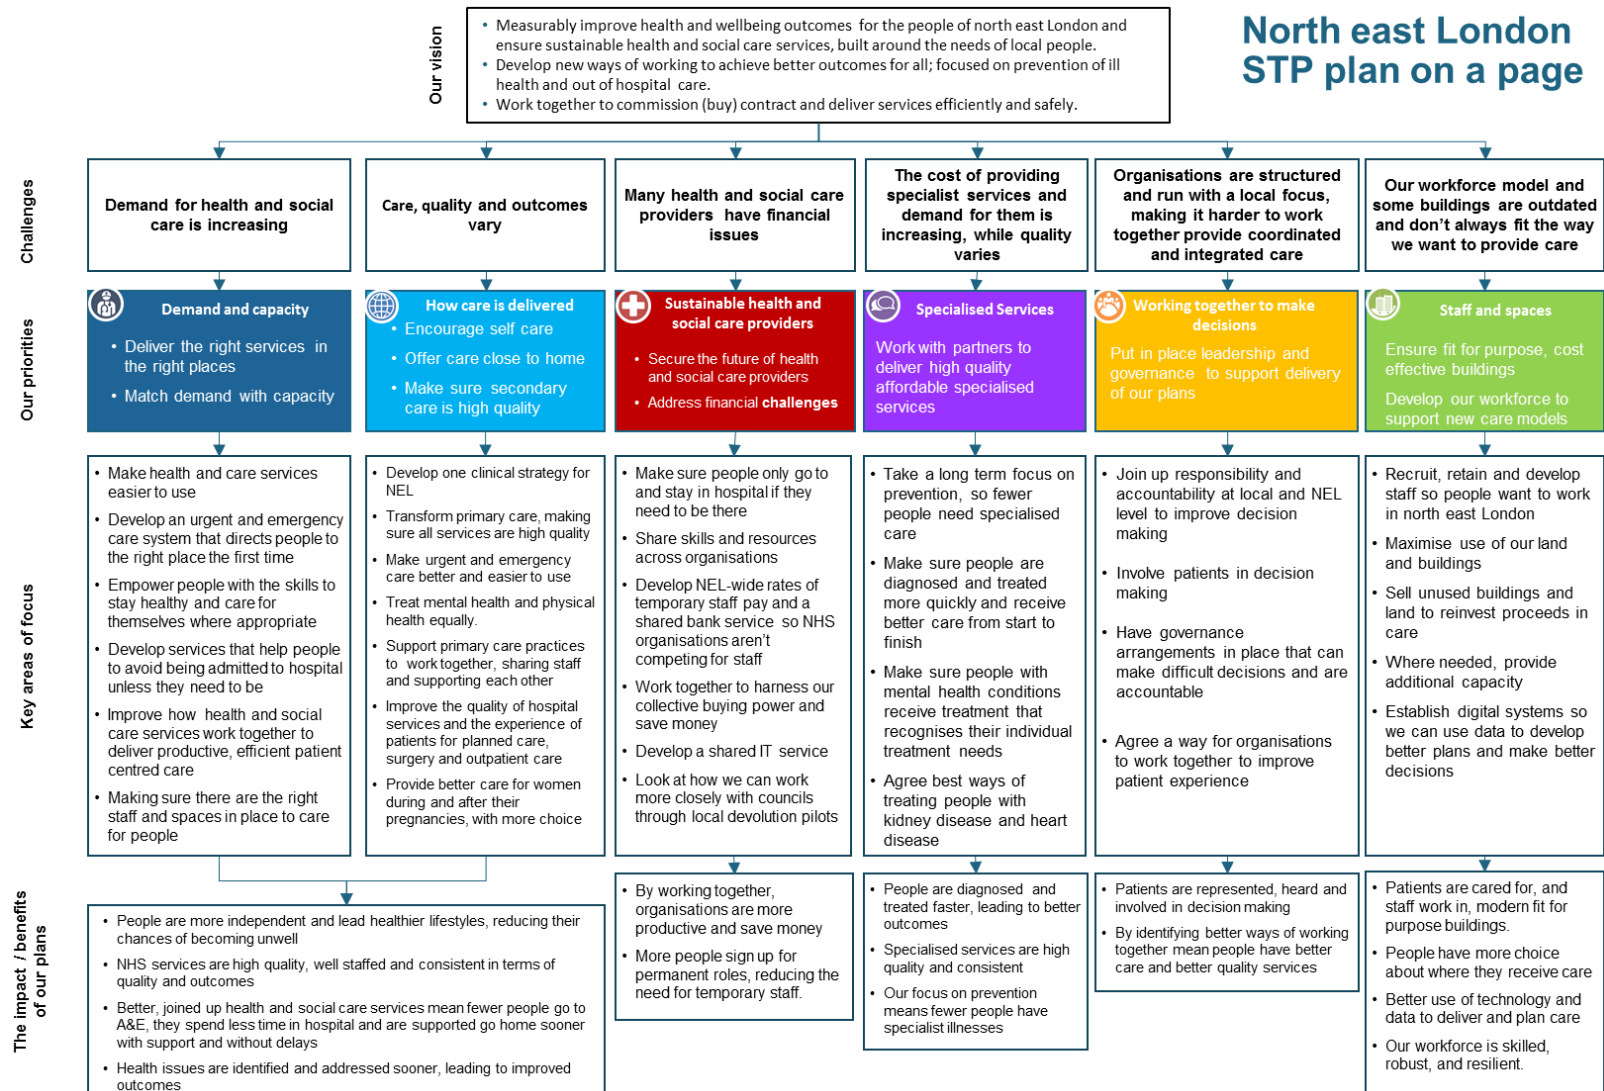 North east London
STP plan on a page
Our vision
• Measurably improve health and wellbeing outcomes for the people of north east London and
ensure sustainable health and social care services, built around the needs of local people.
• Develop new ways of working to achieve better outcomes for all; focused on prevention of ill
health and out of hospital care.
• Work together to commission (buy) contract and deliver services efficiently and safely.
Challenges
Demand for health and social
care is increasing
Care, quality and outcomes
vary
Many health and social care
providers have financial
issues
The cost of providing
specialist services and
demand for them is
increasing, while quality
varies
Organisations are structured
and run with a local focus,
making it harder to work
together provide coordinated
and integrated care
Our workforce model and
some buildings are outdated
and don't always fit the way
we want to provide care
Our priorities
Demand and capacity
• Deliver the right services in
the right places
• Match demand with capacity
How care is delivered
• Encourage self care
• Offer care close to home
• Make sure secondary
care is high quality
Sustainable health and
social care providers
• Secure the future of health
and social care providers
• Address financial challenges
Specialised Services
Work with partners to
deliver high quality
affordable specialised
services
Working together to make
decisions
Put in place leadership and
governance to support delivery
of our plans
Staff and spaces
Ensure fit for purpose, cost
effective buildings
Develop our workforce to
support new care models
Key areas of focus
• Make health and care services
easier to use
• Develop an urgent and emergency
care system that directs people to
the right place the first time
• Empower people with the skills to
stay healthy and care for
themselves where appropriate
• Develop services that help people
to avoid being admitted to hospital
unless they need to be
• Improve how health and social
care services work together to
deliver productive, efficient patient
centred care
• Making sure there are the right
staff and spaces in place to care
for people
• Develop one clinical strategy for
NEL
• Transform primary care, making
sure all services are high quality
• Make urgent and emergency
care better and easier to use
• Treat mental health and physical
health equally.
• Support primary care practices
to work together, sharing staff
and supporting each other
• Improve the quality of hospital
services and the experience of
patients for planned care,
surgery and outpatient care
• Provide better care for women
during and after their
pregnancies, with more choice
• Make sure people only go to
and stay in hospital if they
need to be there
• Share skills and resources
across organisations
• Develop NEL-wide rates of
temporary staff pay and a
shared bank service so NHS
organisations aren't
competing for staff
• Work together to harness our
collective buying power and
save money
• Develop a shared IT service
• Look at how we can work
more closely with councils
through local devolution pilots
• Take a long term focus on
prevention, so fewer
people need specialised
care
• Make sure people are
diagnosed and treated
more quickly and receive
better care from start to
finish
• Make sure people with
mental health conditions
receive treatment that
recognises their individual
treatment needs
• Agree best ways of
treating people with
kidney disease and heart
disease
• Join up responsibility and
accountability at local and NEL
level to improve decision
making
• Involve patients in decision
making
• Have governance
arrangements in place that can
make difficult decisions and are
accountable
• Agree a way for organisations
to work together to improve
patient experience
• Recruit, retain and develop
staff so people want to work
in north east London
• Maximise use of our land
and buildings
• Sell unused buildings and
land to reinvest proceeds in
care
• Where needed, provide
additional capacity
• Establish digital systems so
we can use data to develop
better plans and make better
decisions
The impact / benefits
of our plans
• People are more independent and lead healthier lifestyles, reducing their
chances of becoming unwell
• NHS services are high quality, well staffed and consistent in terms of
quality and outcomes
• Better, joined up health and social care services mean fewer people go to
A&E, they spend less time in hospital and are supported go home sooner
with support and without delays
• Health issues are identified and addressed sooner, leading to improved
outcomes
• By working together,
organisations are more
productive and save money
• More people sign up for
permanent roles, reducing the
need for temporary staff.
• People are diagnosed and
treated faster, leading to better
outcomes
• Specialised services are high
quality and consistent
• Our focus on prevention
means fewer people have
specialist illnesses
• Patients are represented, heard and
involved in decision making
• By identifying better ways of working
together mean people have better
care and better quality services
• Patients are cared for, and
staff work in, modern fit for
purpose buildings.
• People have more choice
about where they receive care
• Better use of technology and
data to deliver and plan care
• Our workforce is skilled,
robust, and resilient.